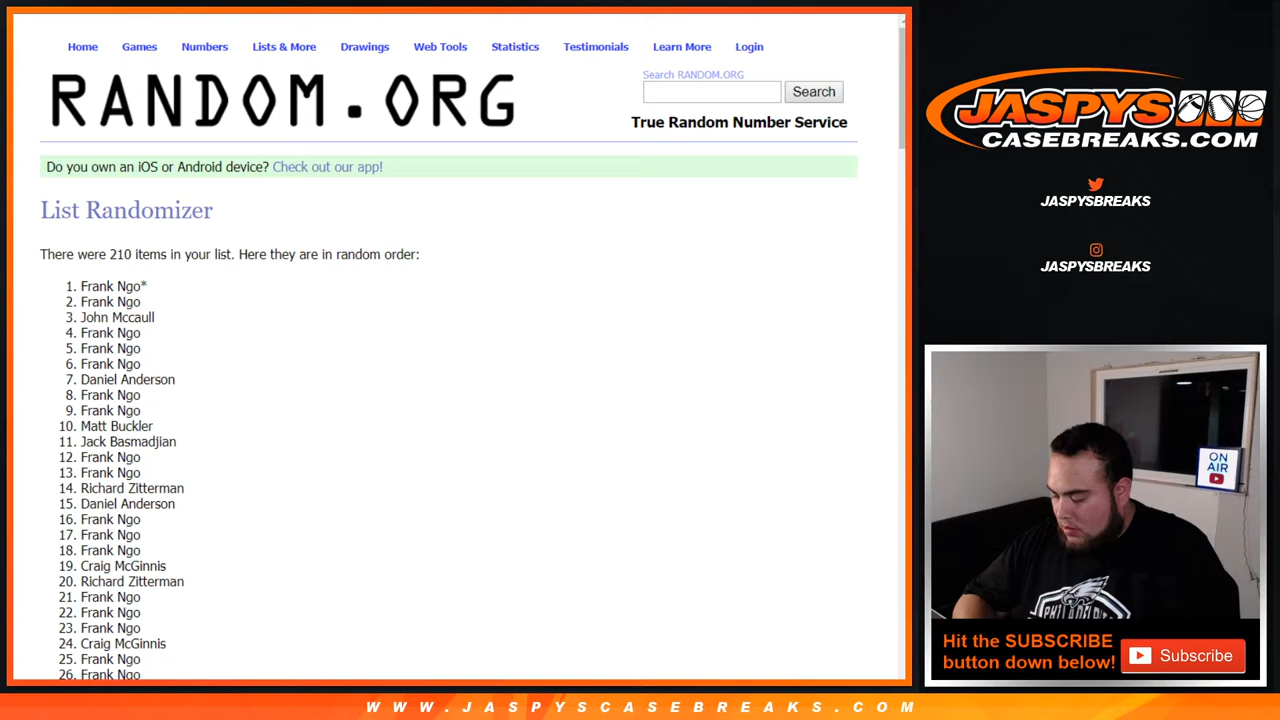 Home Games Numbers Lists & More Drawings Web Tools Statistics Testimonials Learn More Login
RANDOM.ORG
Search RANDOM.ORG
Search
True Random Number Service
Do you own an iOS or Android device? Check out our app!
List Randomizer
There were 210 items in your list. Here they are in random order:
1. Frank Ngo*
2. Frank Ngo
3. John Mccaull
4. Frank Ngo
5. Frank Ngo
6. Frank Ngo
7. Daniel Anderson
8. Frank Ngo
9. Frank Ngo
10. Matt Buckler
11. Jack Basmadjian
12. Frank Ngo
13. Frank Ngo
14. Richard Zitterman
15. Daniel Anderson
16. Frank Ngo
17. Frank Ngo
18. Frank Ngo
19. Craig McGinnis
20. Richard Zitterman
21. Frank Ngo
22. Frank Ngo
23. Frank Ngo
24. Craig McGinnis
25. Frank Ngo
26. Frank Ngo
JASPYS
CASEBREAKS.COM
JASPYSBREAKS
JASPYSBREAKS
ON
AIR
PHILADELPHIA
Hit the SUBSCRIBE
button down below!
Subscribe
WWW.JASPYSCASEBREAKS.COM